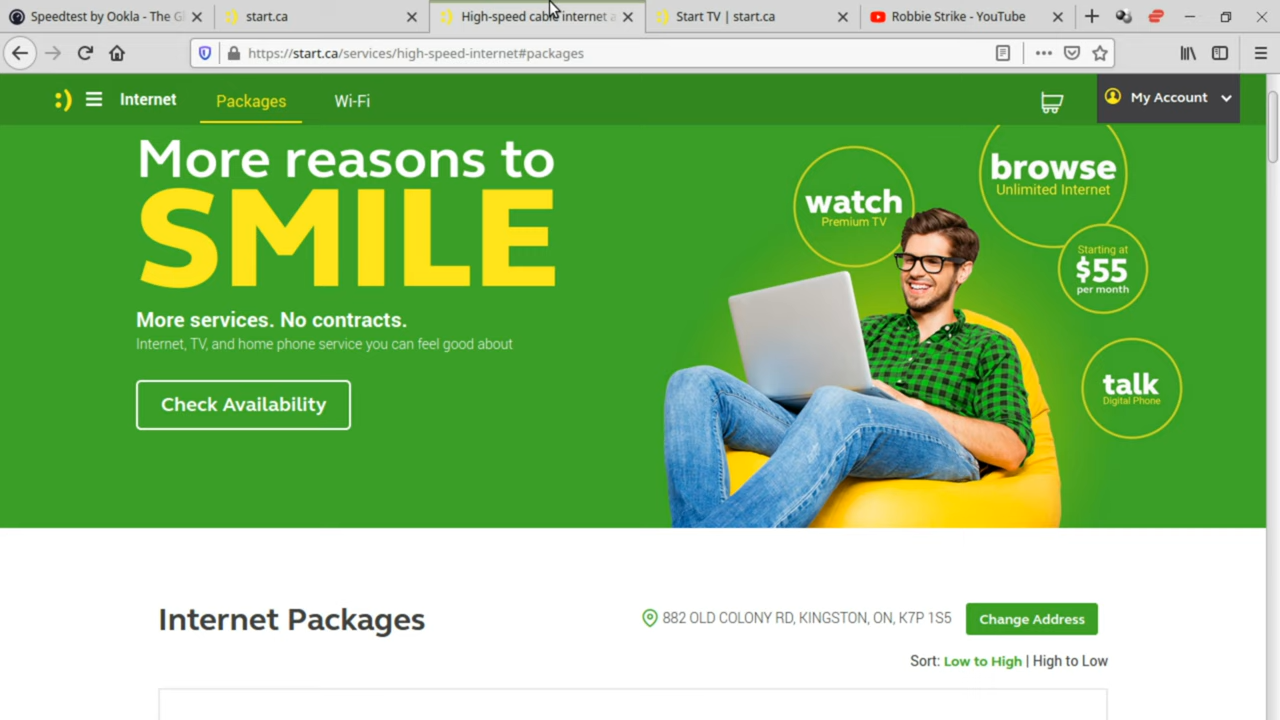 Speedtest by Ookla - The Gl
start.ca
High-speed cable internet a
Start TV | start.ca
Robbie Strike - YouTube
https://start.ca/services/high-speed-internet#packages
:) Internet Packages Wi-Fi
My Account
More reasons to
SMILE
More services. No contracts.
Internet, TV, and home phone service you can feel good about
Check Availability
watch
Premium TV
browse
Unlimited Internet
Starting at
$55
per month
talk
Digital Phone
Internet Packages
882 OLD COLONY RD, KINGSTON, ON, K7P 1S5
Change Address
Sort: Low to High | High to Low